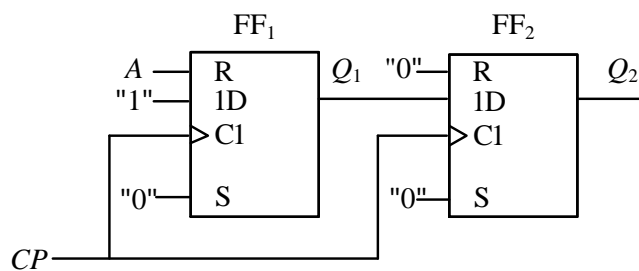 FF₁ FF₂
A R Q₁ "0" R Q₂
"1" 1D 1D
C1 C1
"0" S "0" S
CP